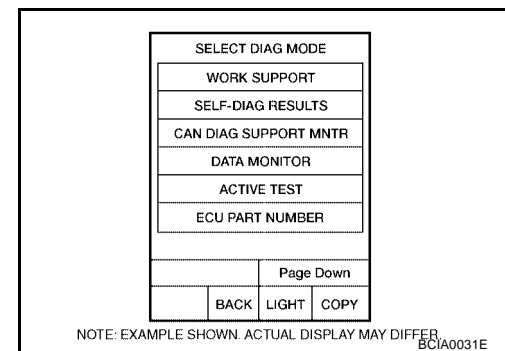 SELECT DIAG MODE
WORK SUPPORT
SELF-DIAG RESULTS
CAN DIAG SUPPORT MNTR
DATA MONITOR
ACTIVE TEST
ECU PART NUMBER
Page Down
BACK LIGHT COPY
NOTE: EXAMPLE SHOWN. ACTUAL DISPLAY MAY DIFFER.
BCIA0031E